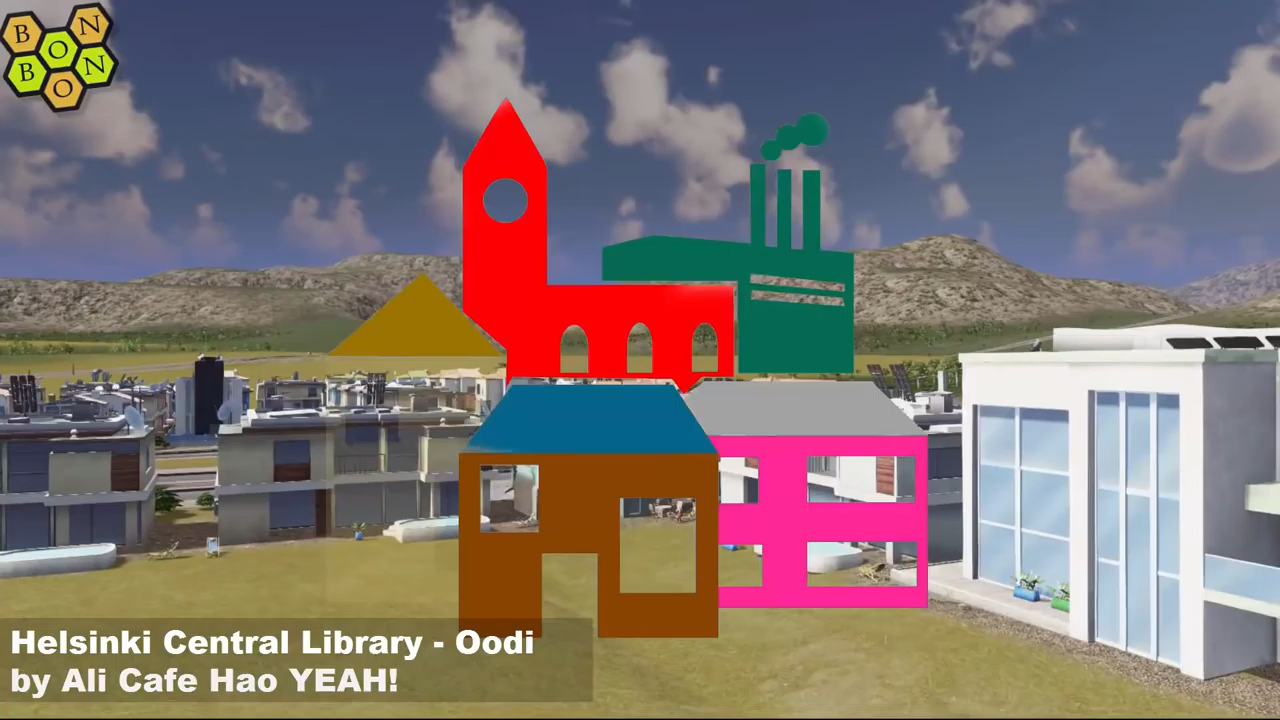 BON
BON
O
Helsinki Central Library - Oodi
by Ali Cafe Hao YEAH!